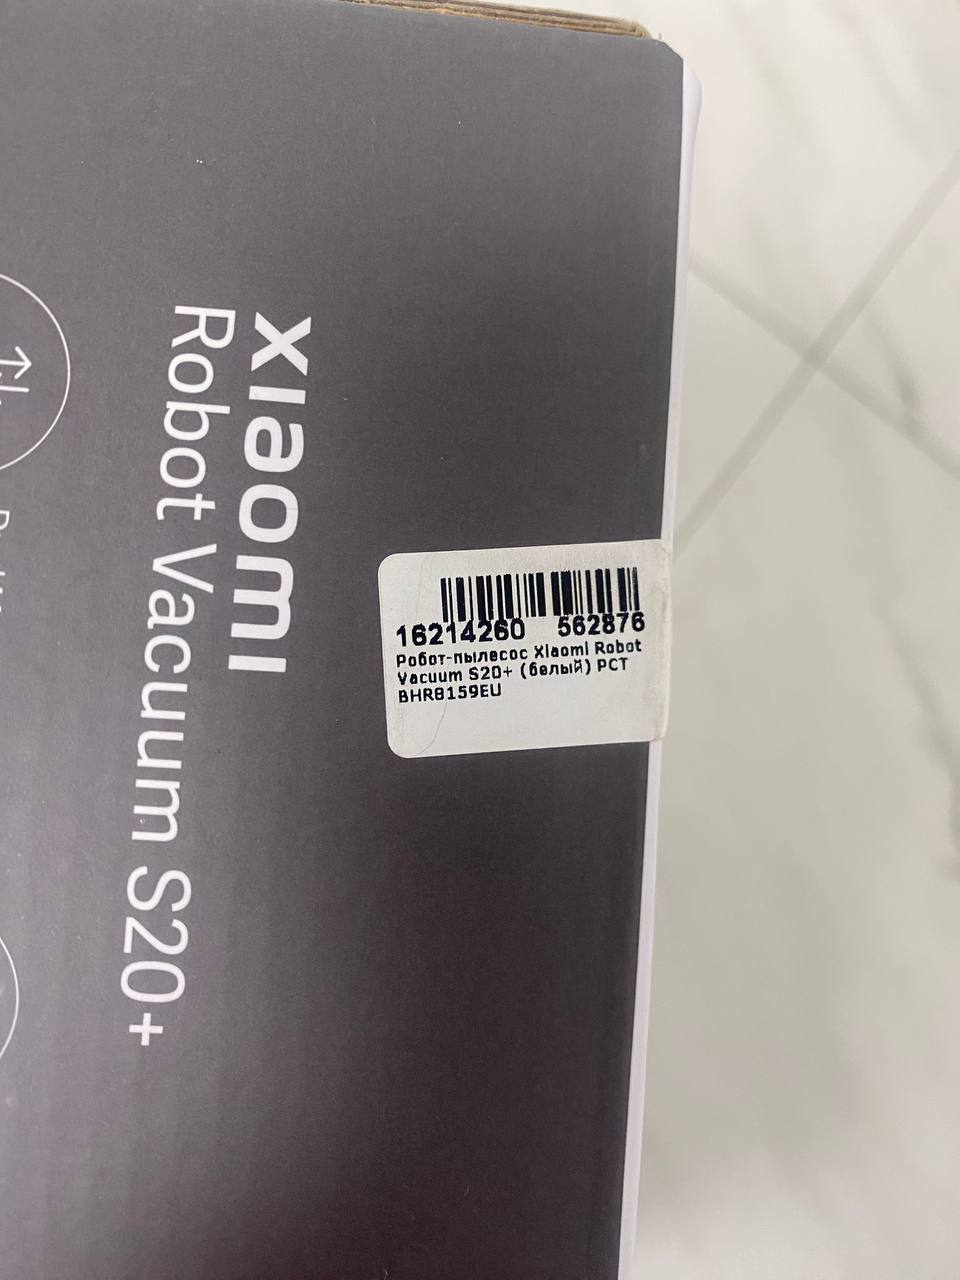 xiaomi
Robot Vacuum S20+
16214260 562876
Робот-пылесос Xiaomi Robot
Vacuum S20+ (белый) РСТ
BHR8159EU